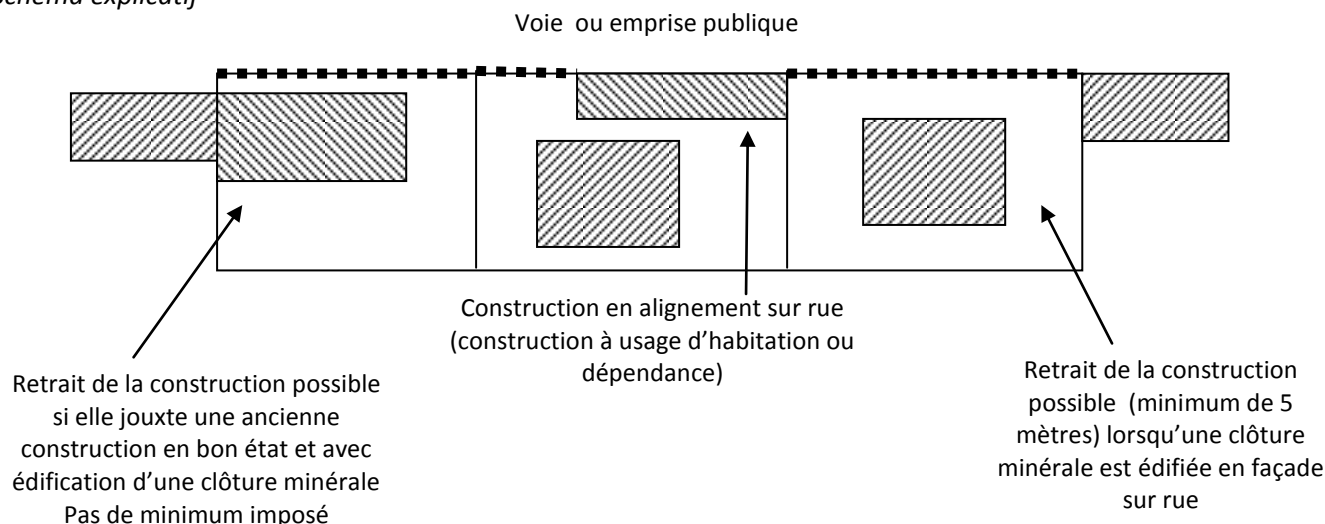 Schéma explicatif
Voie ou emprise publique
Construction en alignement sur rue
(construction à usage d’habitation ou
dépendance)
Retrait de la construction possible
si elle jouxte une ancienne
construction en bon état et avec
édification d’une clôture minérale
Pas de minimum imposé
Retrait de la construction
possible (minimum de 5
mètres) lorsqu’une clôture
minérale est édifiée en façade
sur rue